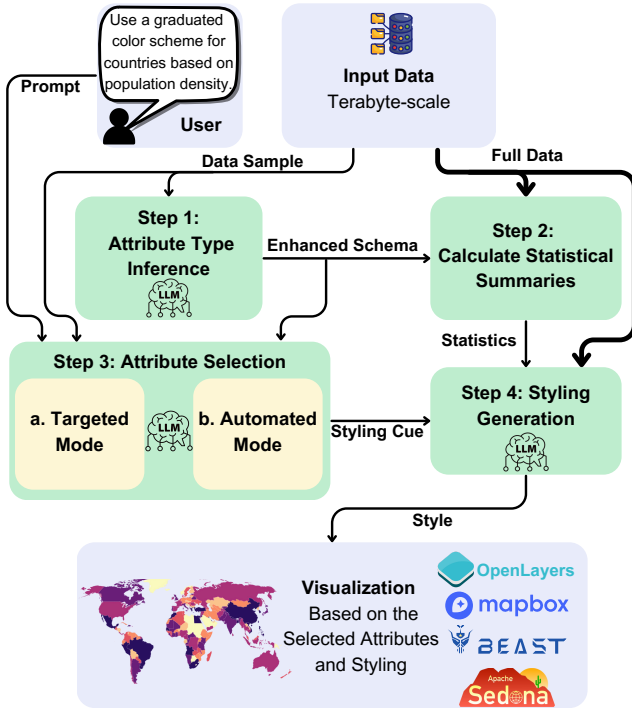 Use a graduated
color scheme for
countries based on
population density.
Prompt
User
Input Data
Terabyte-scale
Data Sample
Full Data
Step 1:
Attribute Type
Inference
LLM
Enhanced Schema
Step 2:
Calculate Statistical
Summaries
Statistics
Step 3: Attribute Selection
a. Targeted
Mode
LLM
b. Automated
Mode
Styling Cue
Step 4: Styling
Generation
LLM
Style
Visualization
Based on the
Selected Attributes
and Styling
OpenLayers
mapbox
BEAST
Apache
Sedona